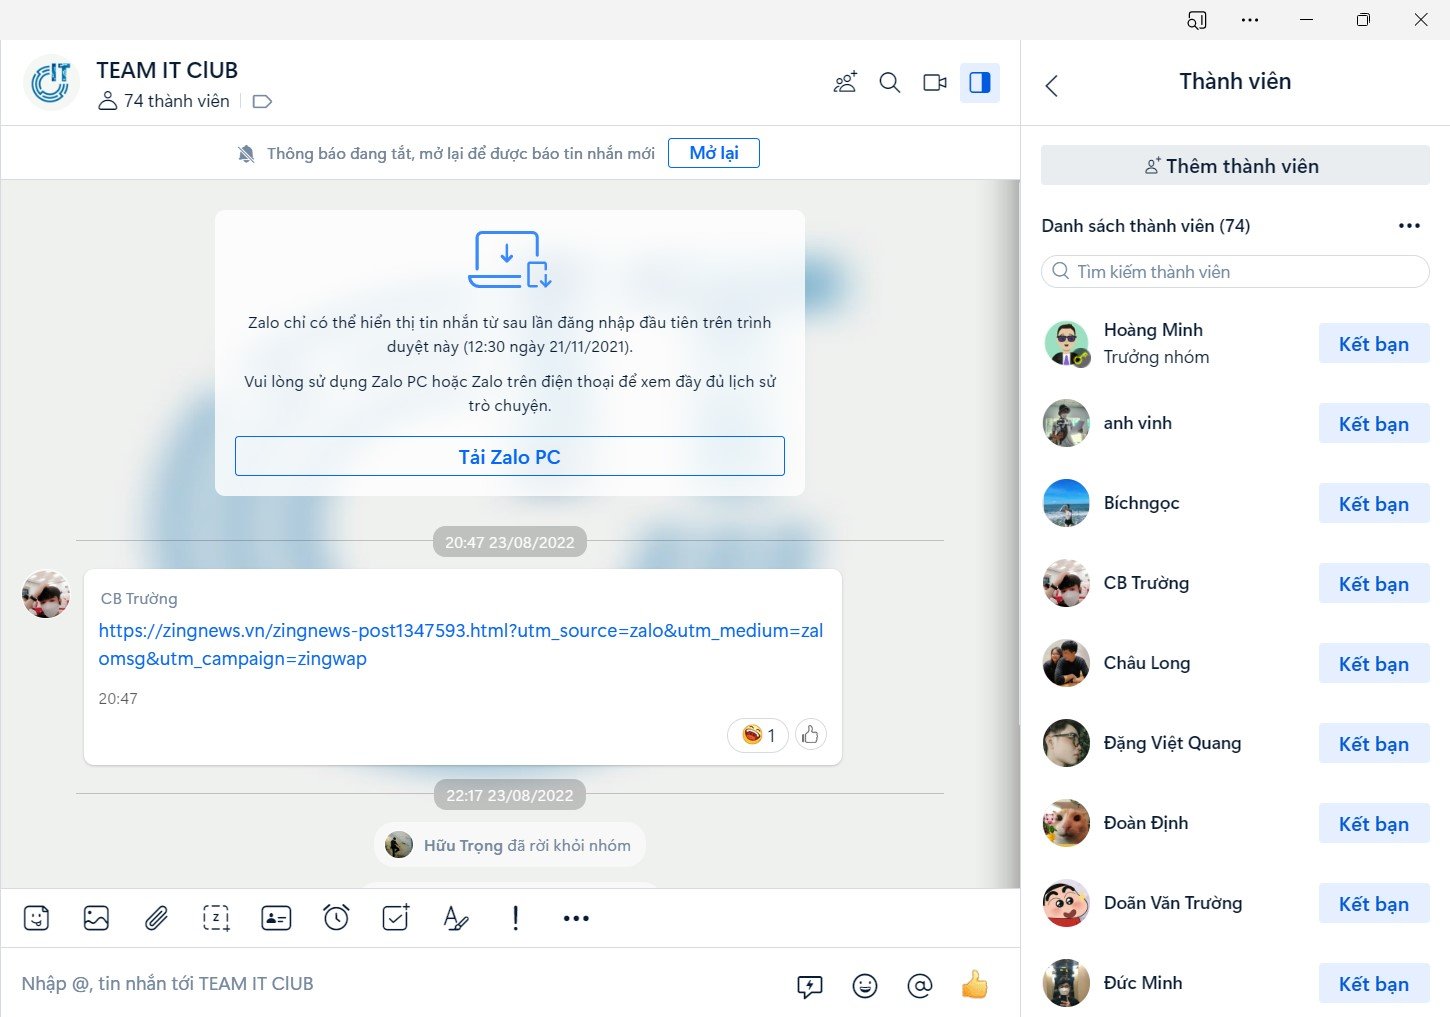 TEAM IT ClUB
74 thành viên
Thông báo đang tắt, mở lại để được báo tin nhắn mới
Mở lại
Zalo chỉ có thể hiển thị tin nhắn từ sau lần đăng nhập đầu tiên trên trình
duyệt này (12:30 ngày 21/11/2021).
Vui lòng sử dụng Zalo PC hoặc Zalo trên điện thoại để xem đầy đủ lịch sử
trò chuyện.
Tải Zalo PC
20:47 23/08/2022
CB Trường
https://zingnews.vn/zingnews-post1347593.html?utm_source=zalo&utm_medium=zal
omsg&utm_campaign=zingwap
20:47
1
22:17 23/08/2022
Hữu Trọng đã rời khỏi nhóm
Nhập @, tin nhắn tới TEAM IT ClUB
Thành viên
Thêm thành viên
Danh sách thành viên (74)
Tìm kiếm thành viên
Hoàng Minh
Trưởng nhóm
Kết bạn
anh vinh
Kết bạn
Bíchngọc
Kết bạn
CB Trường
Kết bạn
Châu Long
Kết bạn
Đặng Việt Quang
Kết bạn
Đoàn Định
Kết bạn
Doãn Văn Trường
Kết bạn
Đức Minh
Kết bạn